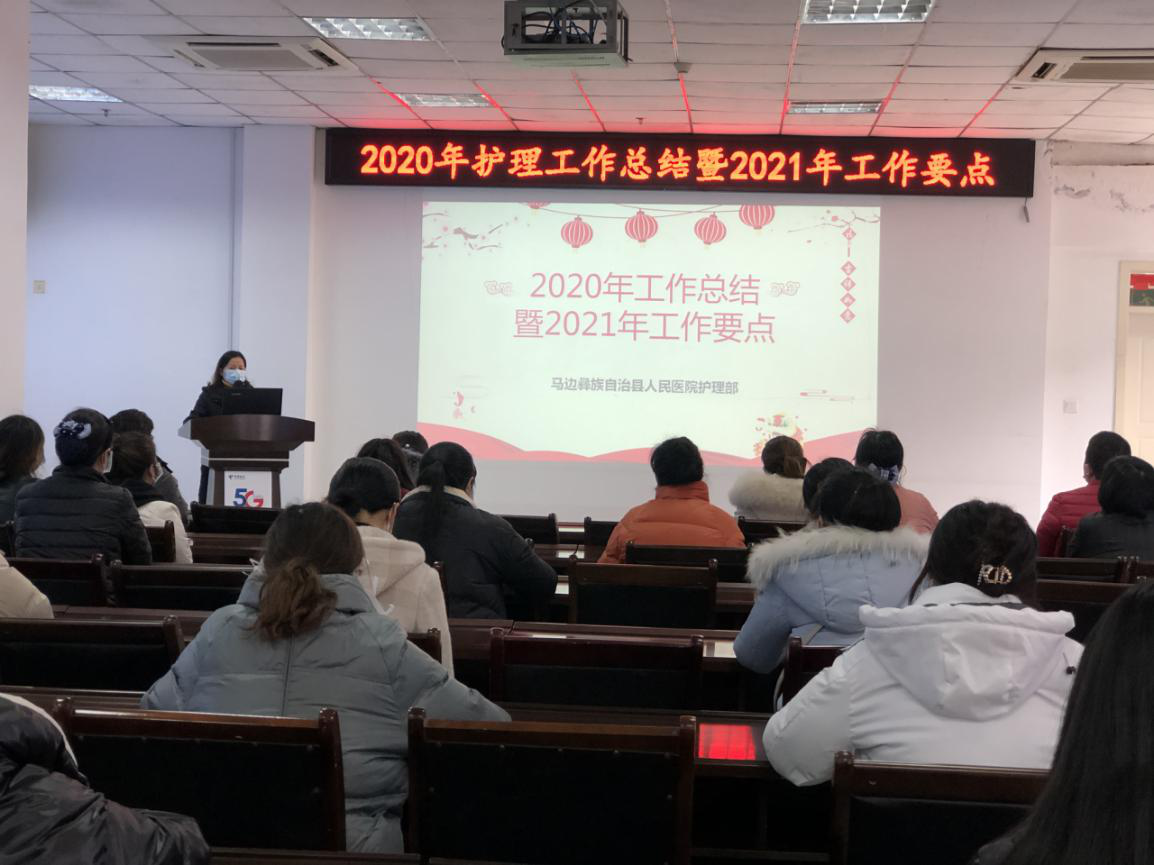 2020年护理工作总结暨2021年工作要点
2020年工作总结
暨2021年工作要点
马边彝族自治县人民医院护理部
5G